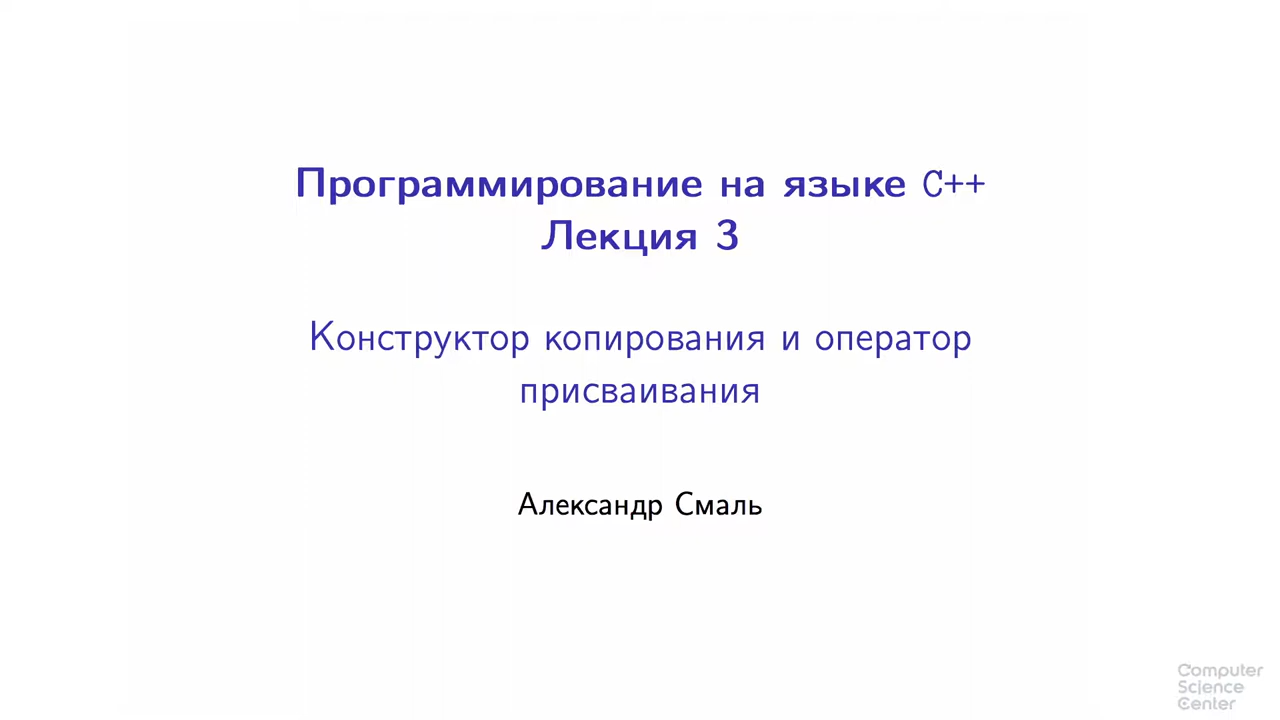 Программирование на языке C++
Лекция 3
Конструктор копирования и оператор
присваивания
Александр Смаль
Computer
Science
Center